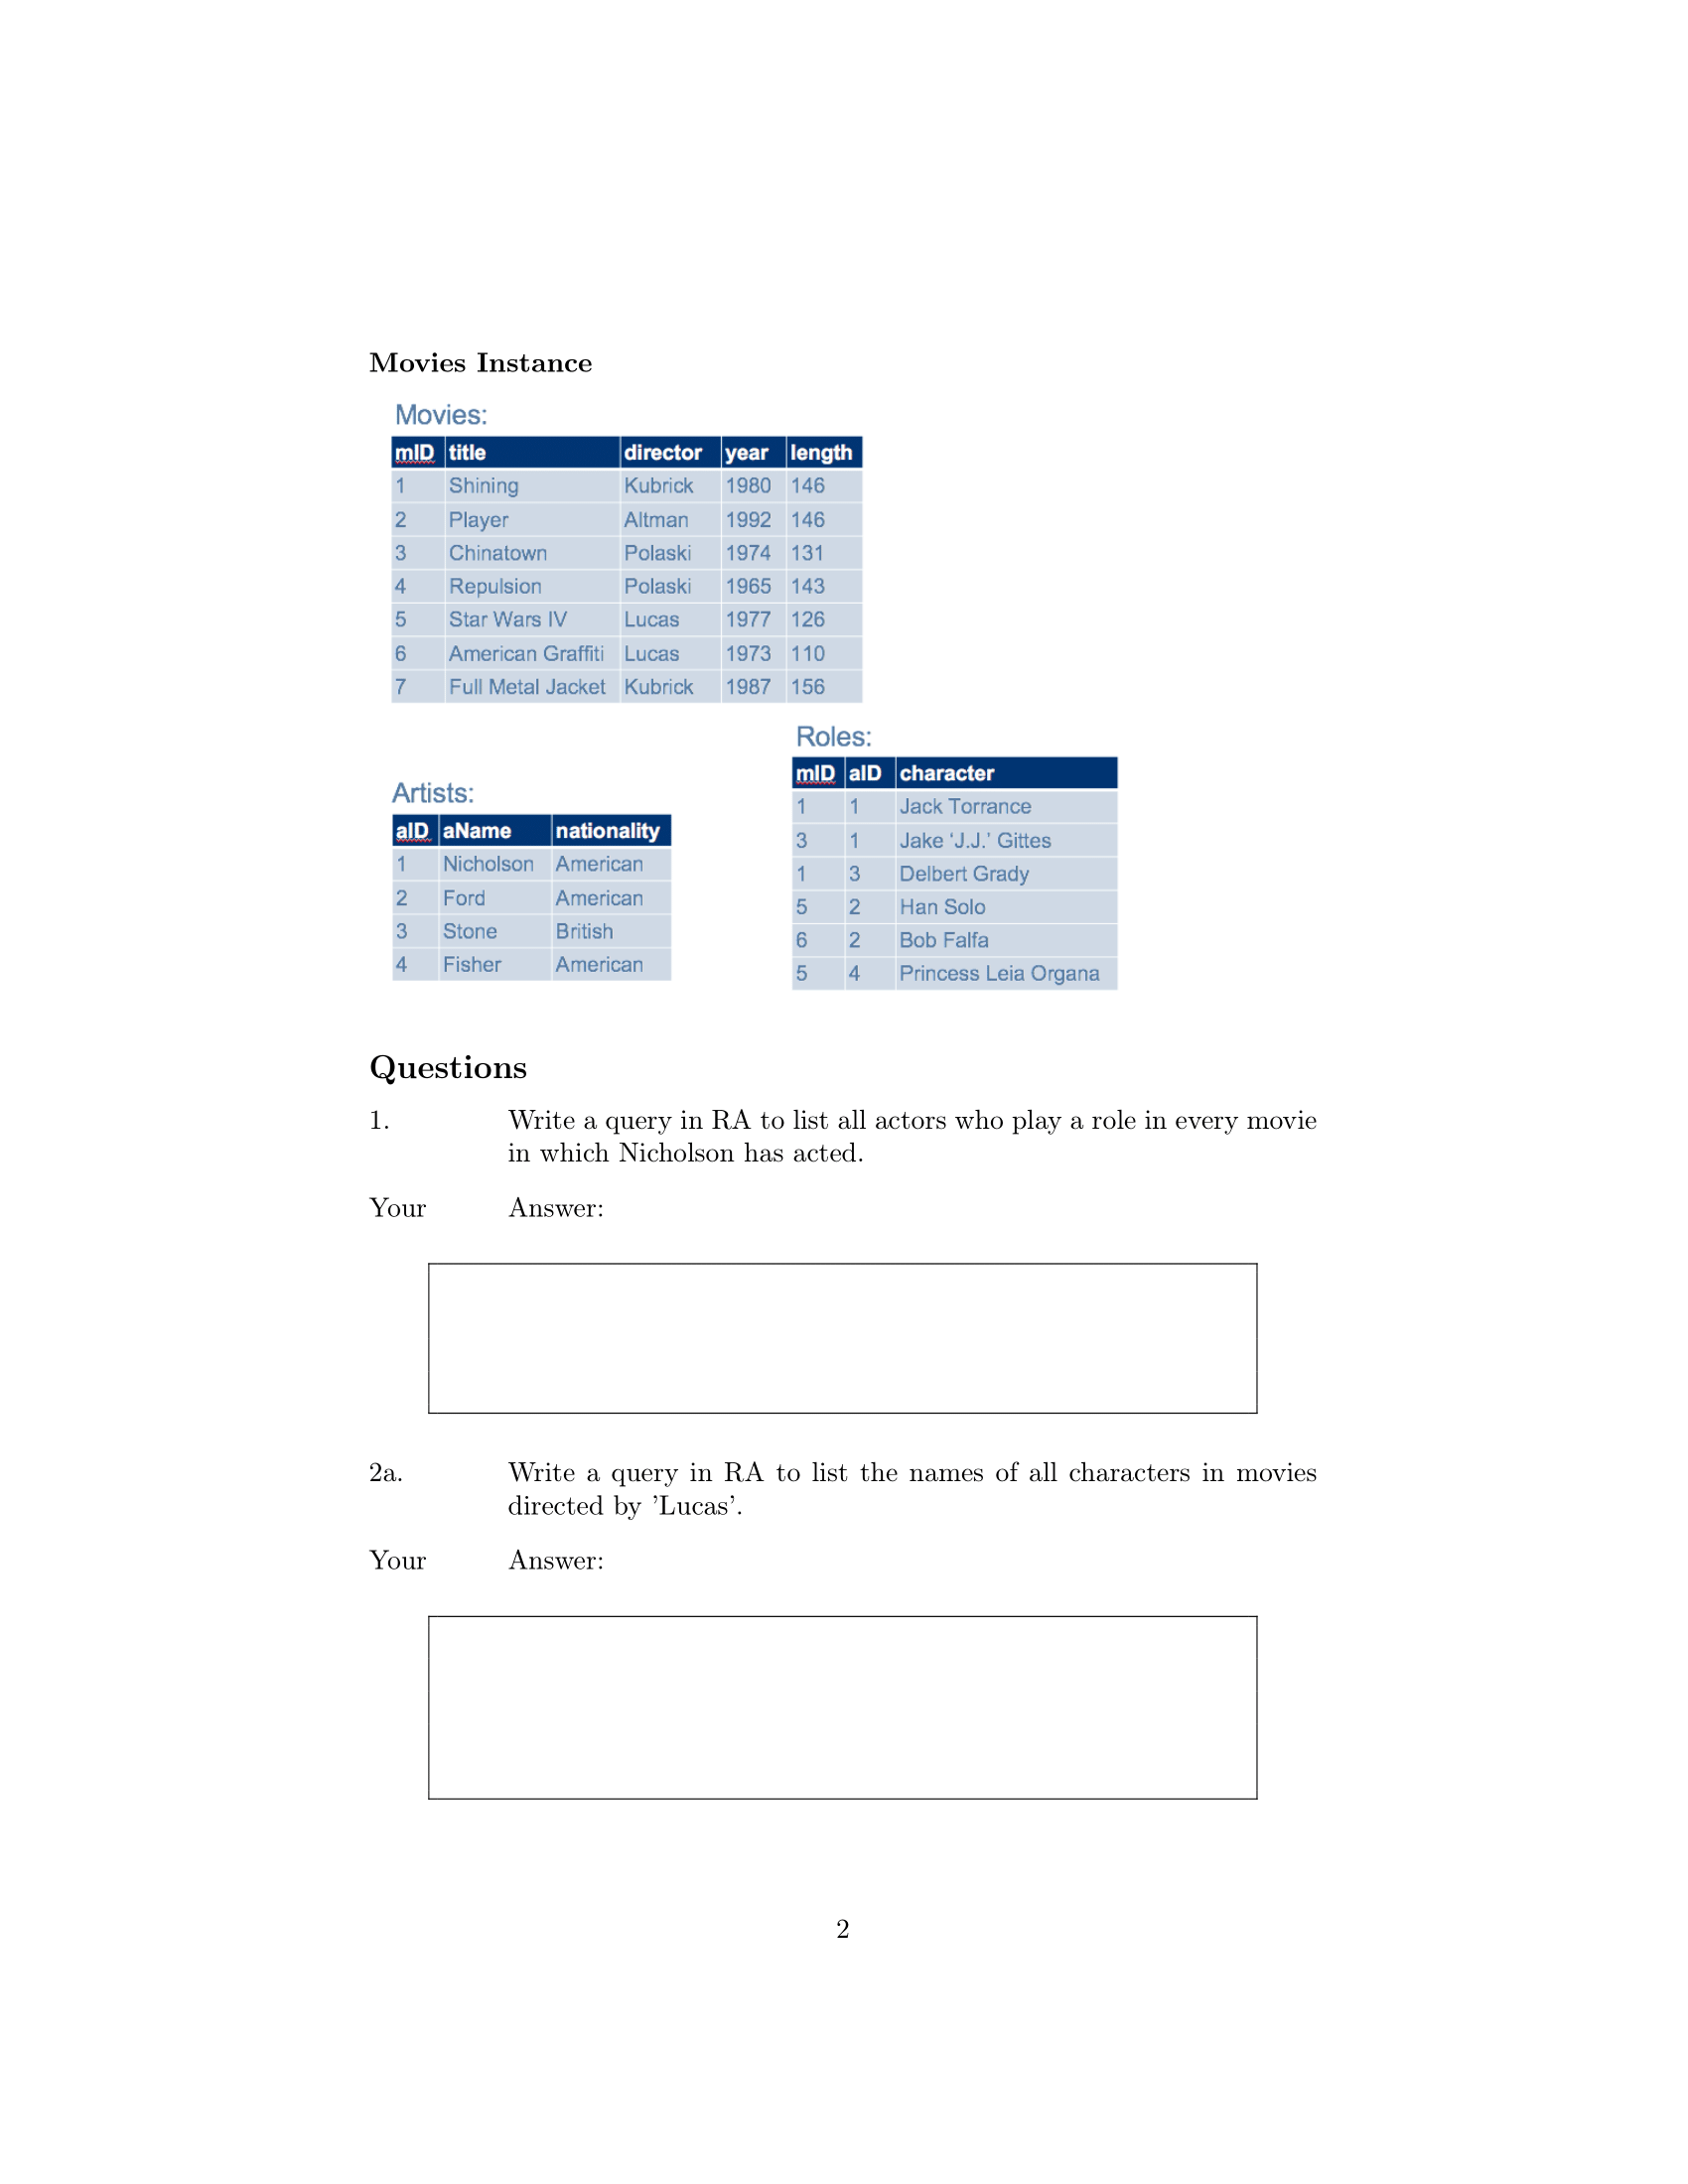 Movies Instance
Movies:
mID title director year length
1 Shining Kubrick 1980 146
2 Player Altman 1992 146
3 Chinatown Polaski 1974 131
4 Repulsion Polaski 1965 143
5 Star Wars IV Lucas 1977 126
6 American Graffiti Lucas 1973 110
7 Full Metal Jacket Kubrick 1987 156
Artists:
aID aName nationality
1 Nicholson American
2 Ford American
3 Stone British
4 Fisher American
Roles:
mID aID character
1 1 Jack Torrance
3 1 Jake ‘J.J.’ Gittes
1 3 Delbert Grady
5 2 Han Solo
6 2 Bob Falfa
5 4 Princess Leia Organa
Questions
1. Write a query in RA to list all actors who play a role in every movie
in which Nicholson has acted.
Your Answer:
2a. Write a query in RA to list the names of all characters in movies
directed by ’Lucas’.
Your Answer:
2